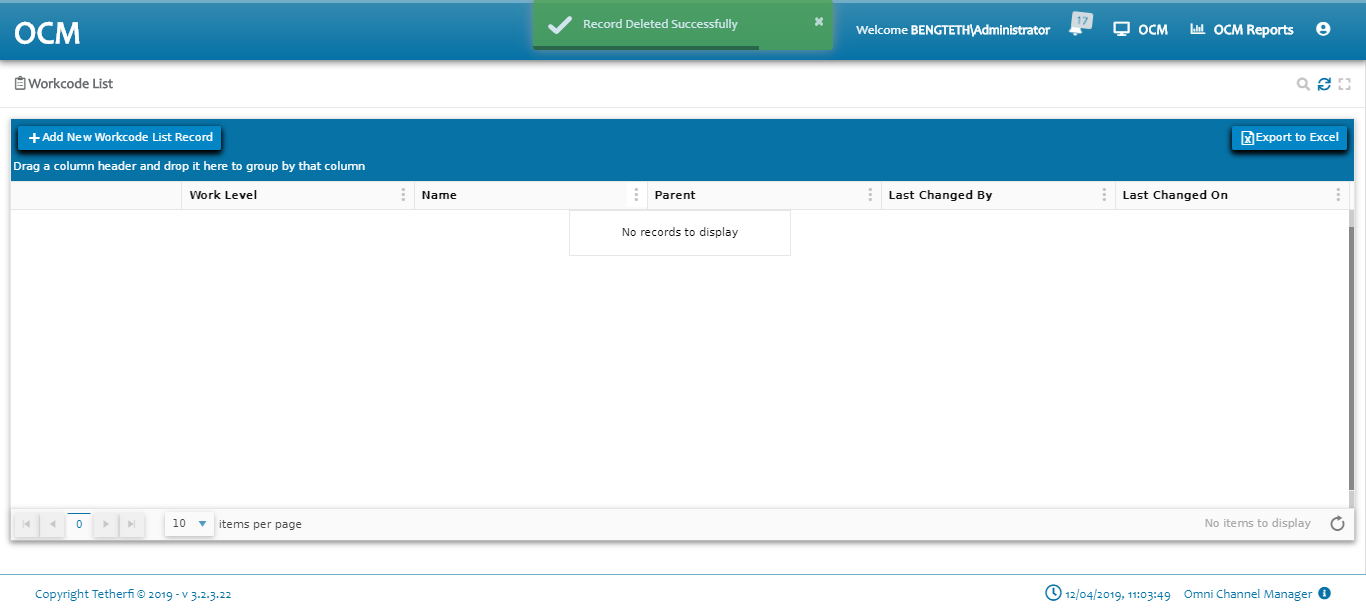 OCM
Record Deleted Successfully
Welcome BENGTETH\Administrator
17
OCM
OCM Reports
Workcode List
Add New Workcode List Record
Export to Excel
Drag a column header and drop it here to group by that column
Work Level Name Parent Last Changed By Last Changed On
No records to display
0 10 items per page No items to display
Copyright Tetherfi © 2019 - v 3.2.3.22 12/04/2019, 11:03:49 Omni Channel Manager